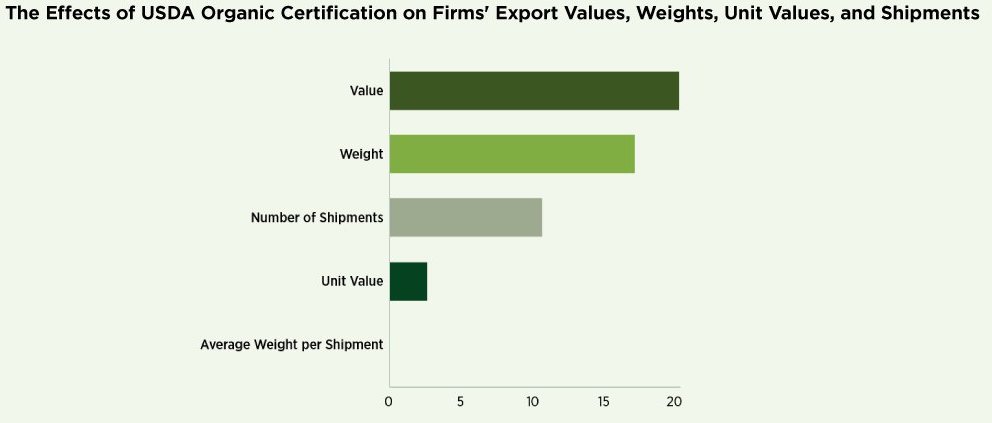 The Effects of USDA Organic Certification on Firms' Export Values, Weights, Unit Values, and Shipments
Value
Weight
Number of Shipments
Unit Value
Average Weight per Shipment
0 5 10 15 20